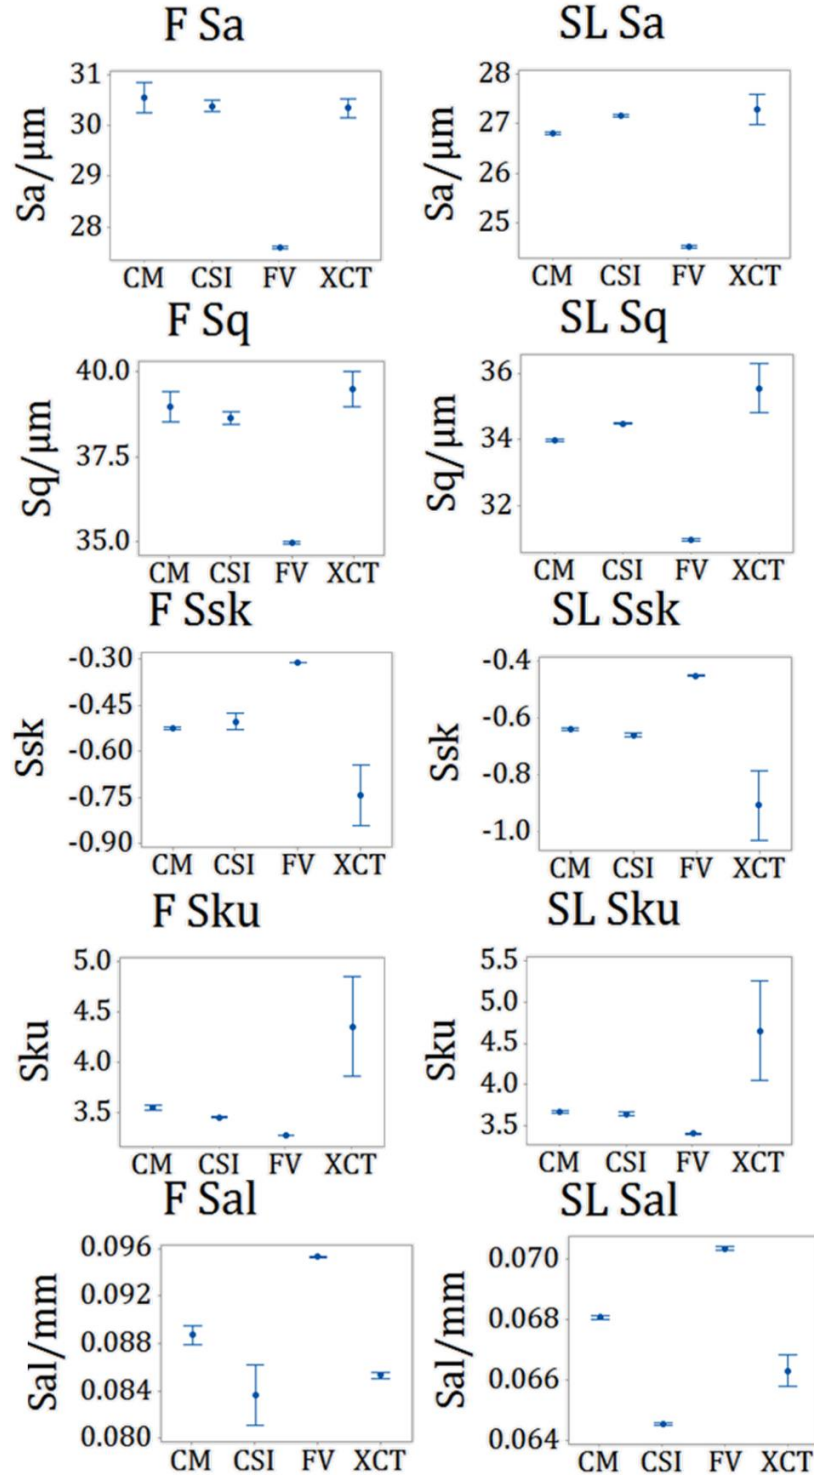 F Sa
SL Sa
31
30
29
28
Sa/µm
CM CSI FV XCT
28
27
26
25
Sa/µm
CM CSI FV XCT
F Sq
SL Sq
40.0
37.5
35.0
Sq/µm
CM CSI FV XCT
36
34
32
Sq/µm
CM CSI FV XCT
F Ssk
SL Ssk
-0.30
-0.45
-0.60
-0.75
-0.90
Ssk
CM CSI FV XCT
-0.4
-0.6
-0.8
-1.0
Ssk
CM CSI FV XCT
F Sku
SL Sku
5.0
4.5
4.0
3.5
Sku
CM CSI FV XCT
5.5
5.0
4.5
4.0
3.5
Sku
CM CSI FV XCT
F Sal
SL Sal
0.096
0.092
0.088
0.084
0.080
Sal/mm
CM CSI FV XCT
0.070
0.068
0.066
0.064
Sal/mm
CM CSI FV XCT